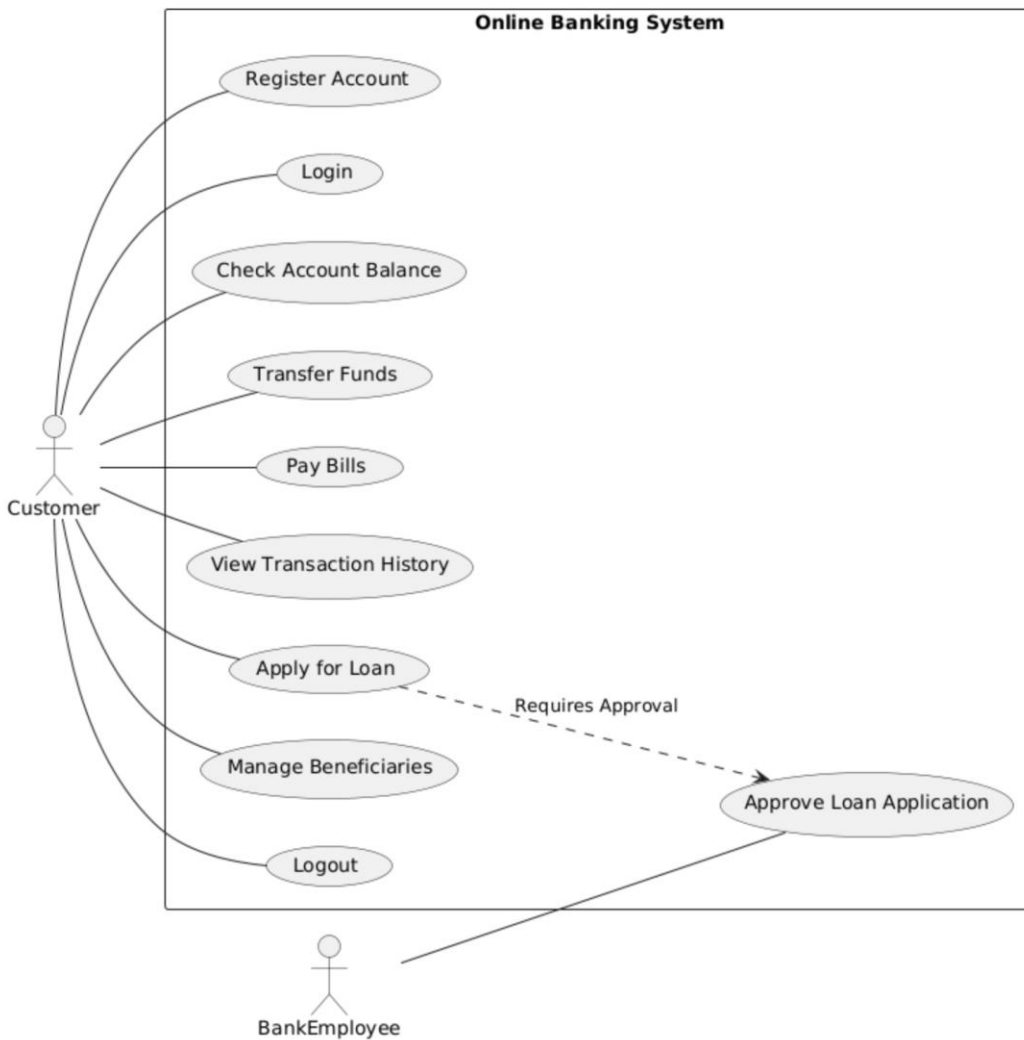 Online Banking System
Register Account
Login
Check Account Balance
Transfer Funds
Pay Bills
Customer
View Transaction History
Apply for Loan
Requires Approval
Manage Beneficiaries
Approve Loan Application
Logout
BankEmployee